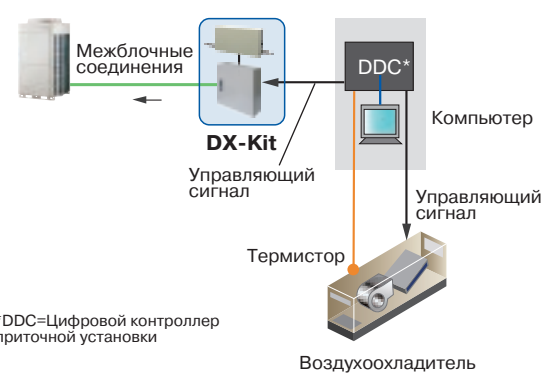 Межблочные
соединения
DDC*
Компьютер
DX-Kit
Управляющий
сигнал
Управляющий
сигнал
Термистор
*DDC=Цифровой контроллер
приточной установки
Воздухоохладитель